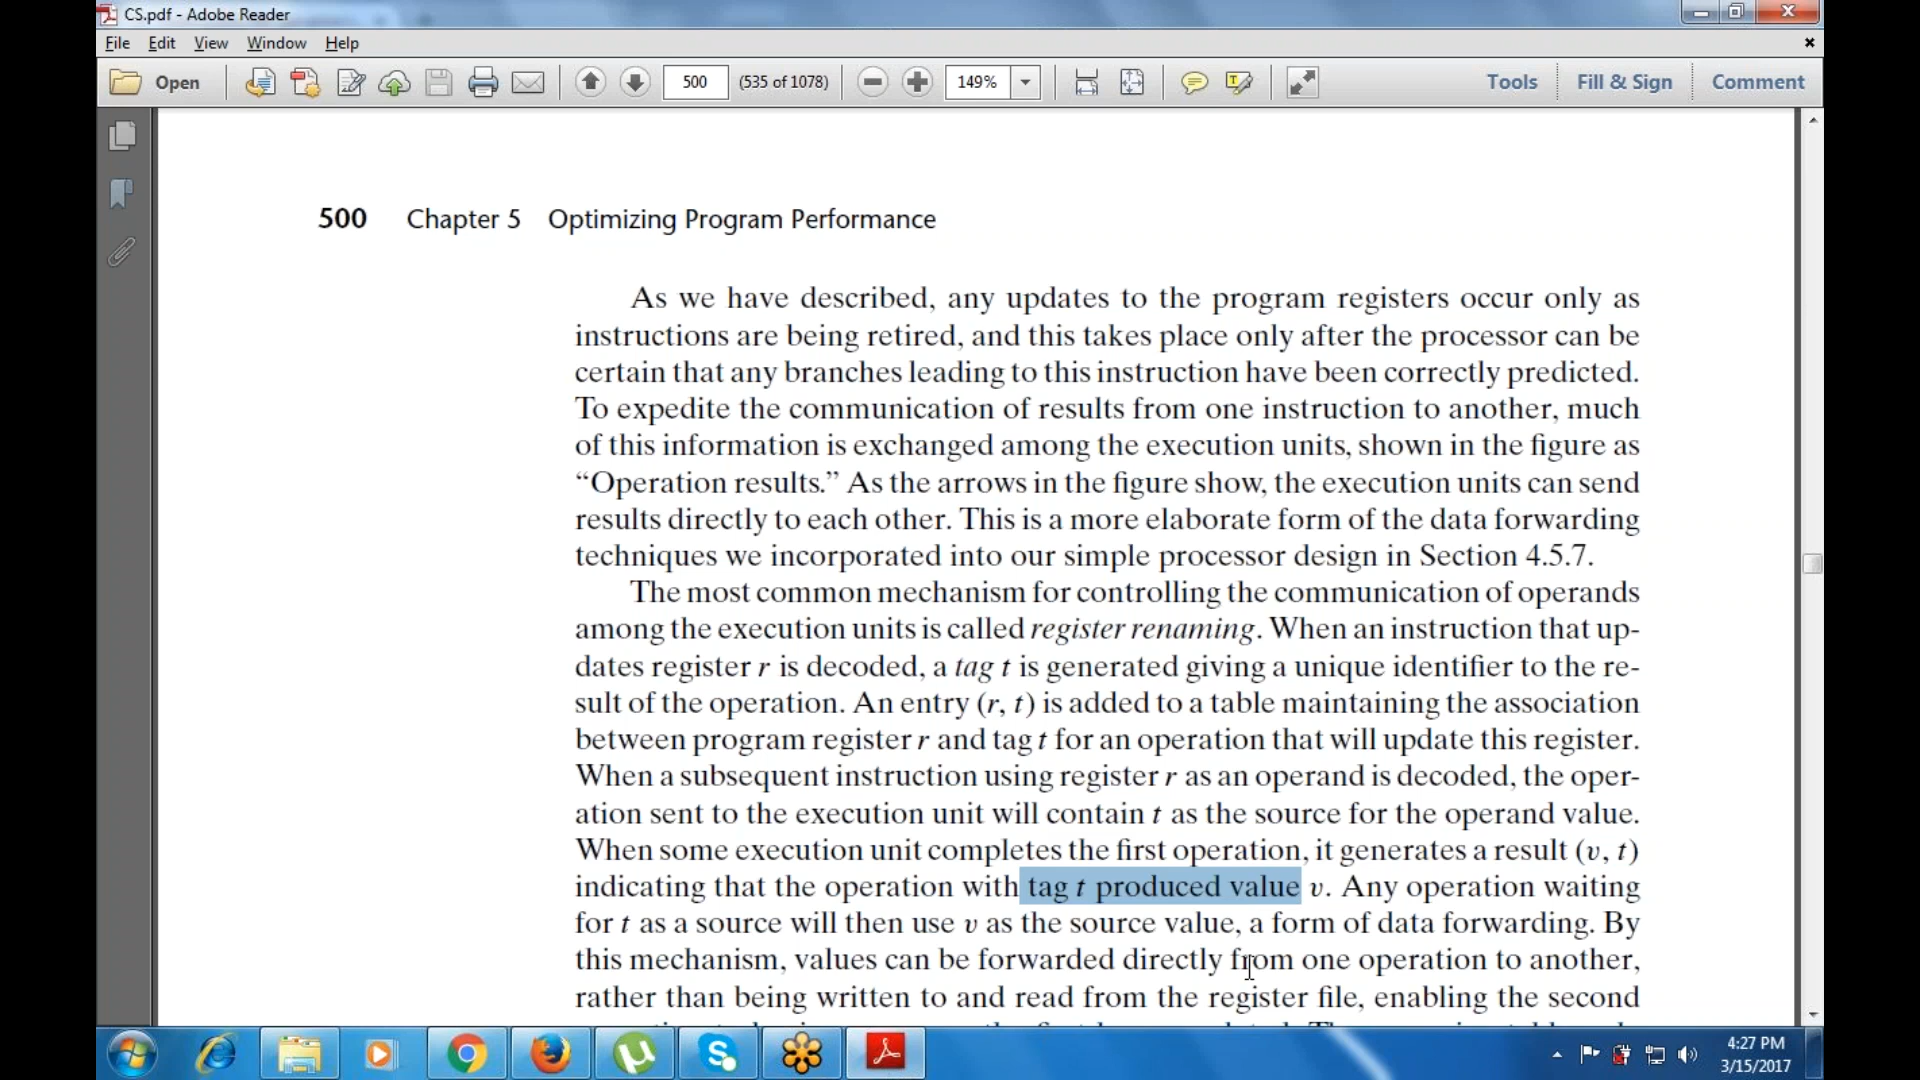 CS.pdf - Adobe Reader
File Edit View Window Help
Open 500 (535 of 1078) 149% Tools Fill & Sign Comment
500 Chapter 5 Optimizing Program Performance
As we have described, any updates to the program registers occur only as
instructions are being retired, and this takes place only after the processor can be
certain that any branches leading to this instruction have been correctly predicted.
To expedite the communication of results from one instruction to another, much
of this information is exchanged among the execution units, shown in the figure as
“Operation results.” As the arrows in the figure show, the execution units can send
results directly to each other. This is a more elaborate form of the data forwarding
techniques we incorporated into our simple processor design in Section 4.5.7.
The most common mechanism for controlling the communication of operands
among the execution units is called register renaming. When an instruction that up-
dates register r is decoded, a tag t is generated giving a unique identifier to the re-
sult of the operation. An entry (r, t) is added to a table maintaining the association
between program register r and tag t for an operation that will update this register.
When a subsequent instruction using register r as an operand is decoded, the oper-
ation sent to the execution unit will contain t as the source for the operand value.
When some execution unit completes the first operation, it generates a result (v, t)
indicating that the operation with tag t produced value v. Any operation waiting
for t as a source will then use v as the source value, a form of data forwarding. By
this mechanism, values can be forwarded directly from one operation to another,
rather than being written to and read from the register file, enabling the second
4:27 PM
3/15/2017